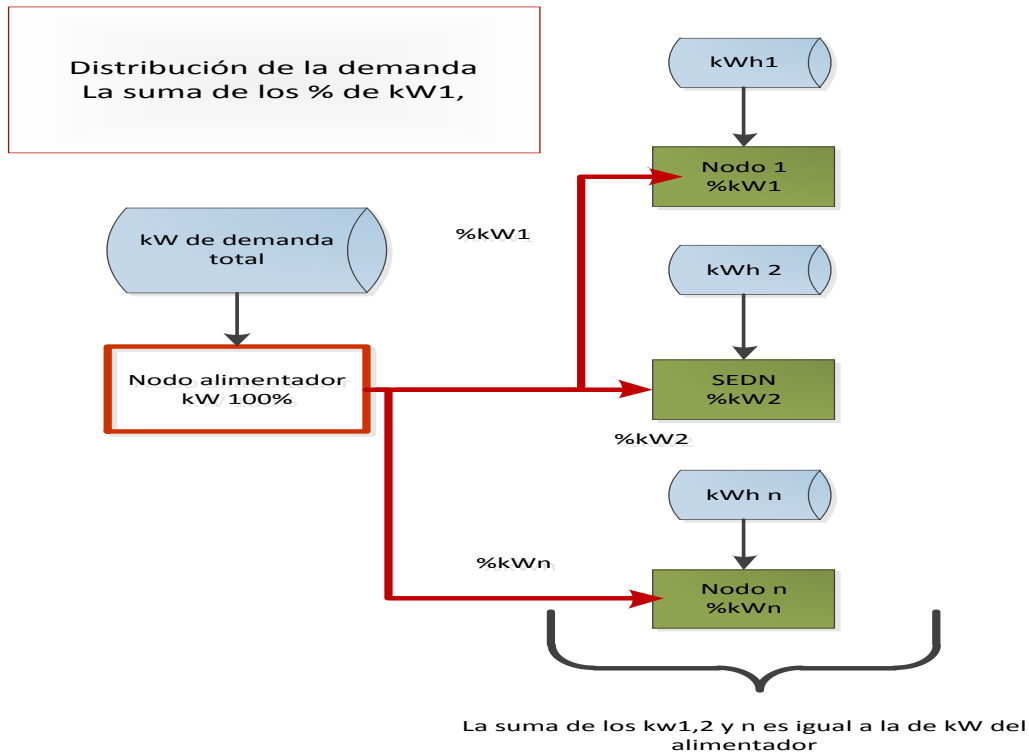 Distribución de la demanda
La suma de los % de kW1,
kWh1
Nodo 1
%kW1
%kW1
kW de demanda
total
kWh 2
Nodo alimentador
kW 100%
SEDN
%kW2
%kW2
kWh n
%kWn
Nodo n
%kWn
La suma de los kw1,2 y n es igual a la de kW del
alimentador